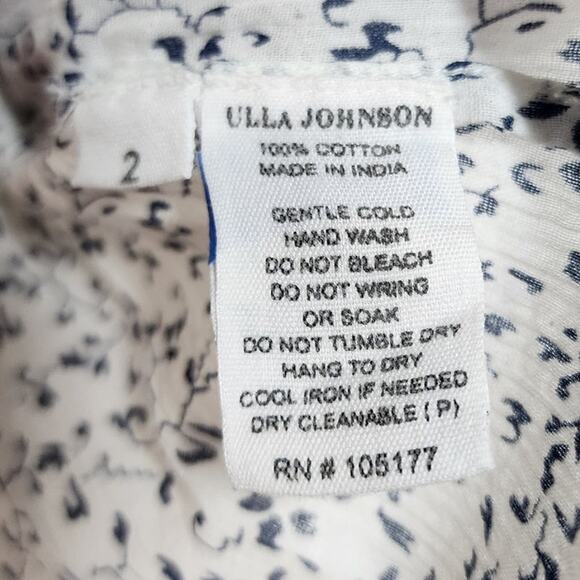 2
ULLA JOHNSON
100% COTTON
MADE IN INDIA
GENTLE COLD
HAND WASH
DO NOT BLEACH
DO NOT WRING
OR SOAK
DO NOT TUMBLE DRY
HANG TO DRY
COOL IRON IF NEEDED
DRY CLEANABLE (P)
RN # 105177